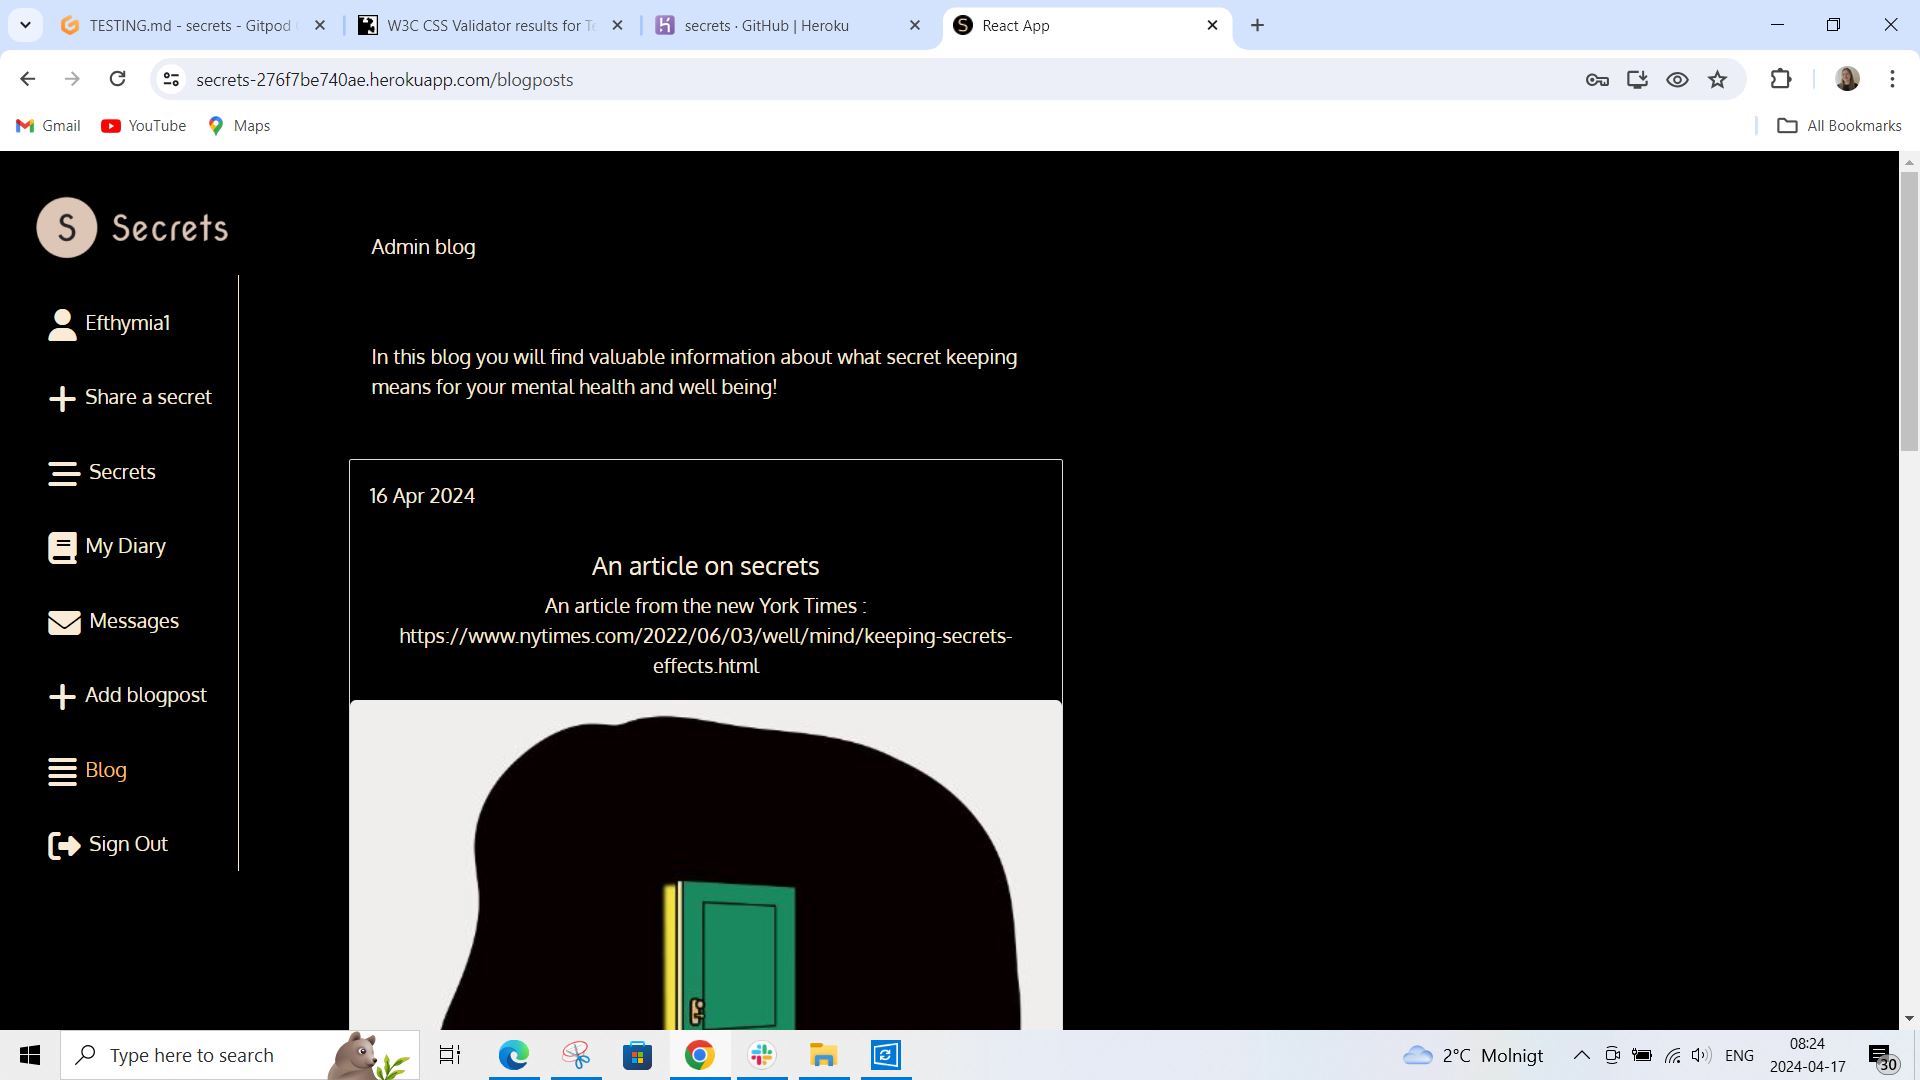 TESTING.md - secrets - Gitpod
W3C CSS Validator results for
secrets · GitHub | Heroku
React App
secrets-276f7be740ae.herokuapp.com/blogposts
Gmail
YouTube
Maps
All Bookmarks
S Secrets
Efthymia1
Share a secret
Secrets
My Diary
Messages
Add blogpost
Blog
Sign Out
Admin blog
In this blog you will find valuable information about what secret keeping
means for your mental health and well being!
16 Apr 2024
An article on secrets
An article from the new York Times :
https://www.nytimes.com/2022/06/03/well/mind/keeping-secrets-
effects.html
Type here to search
2°C Molnigt
ENG
08:24
2024-04-17
30